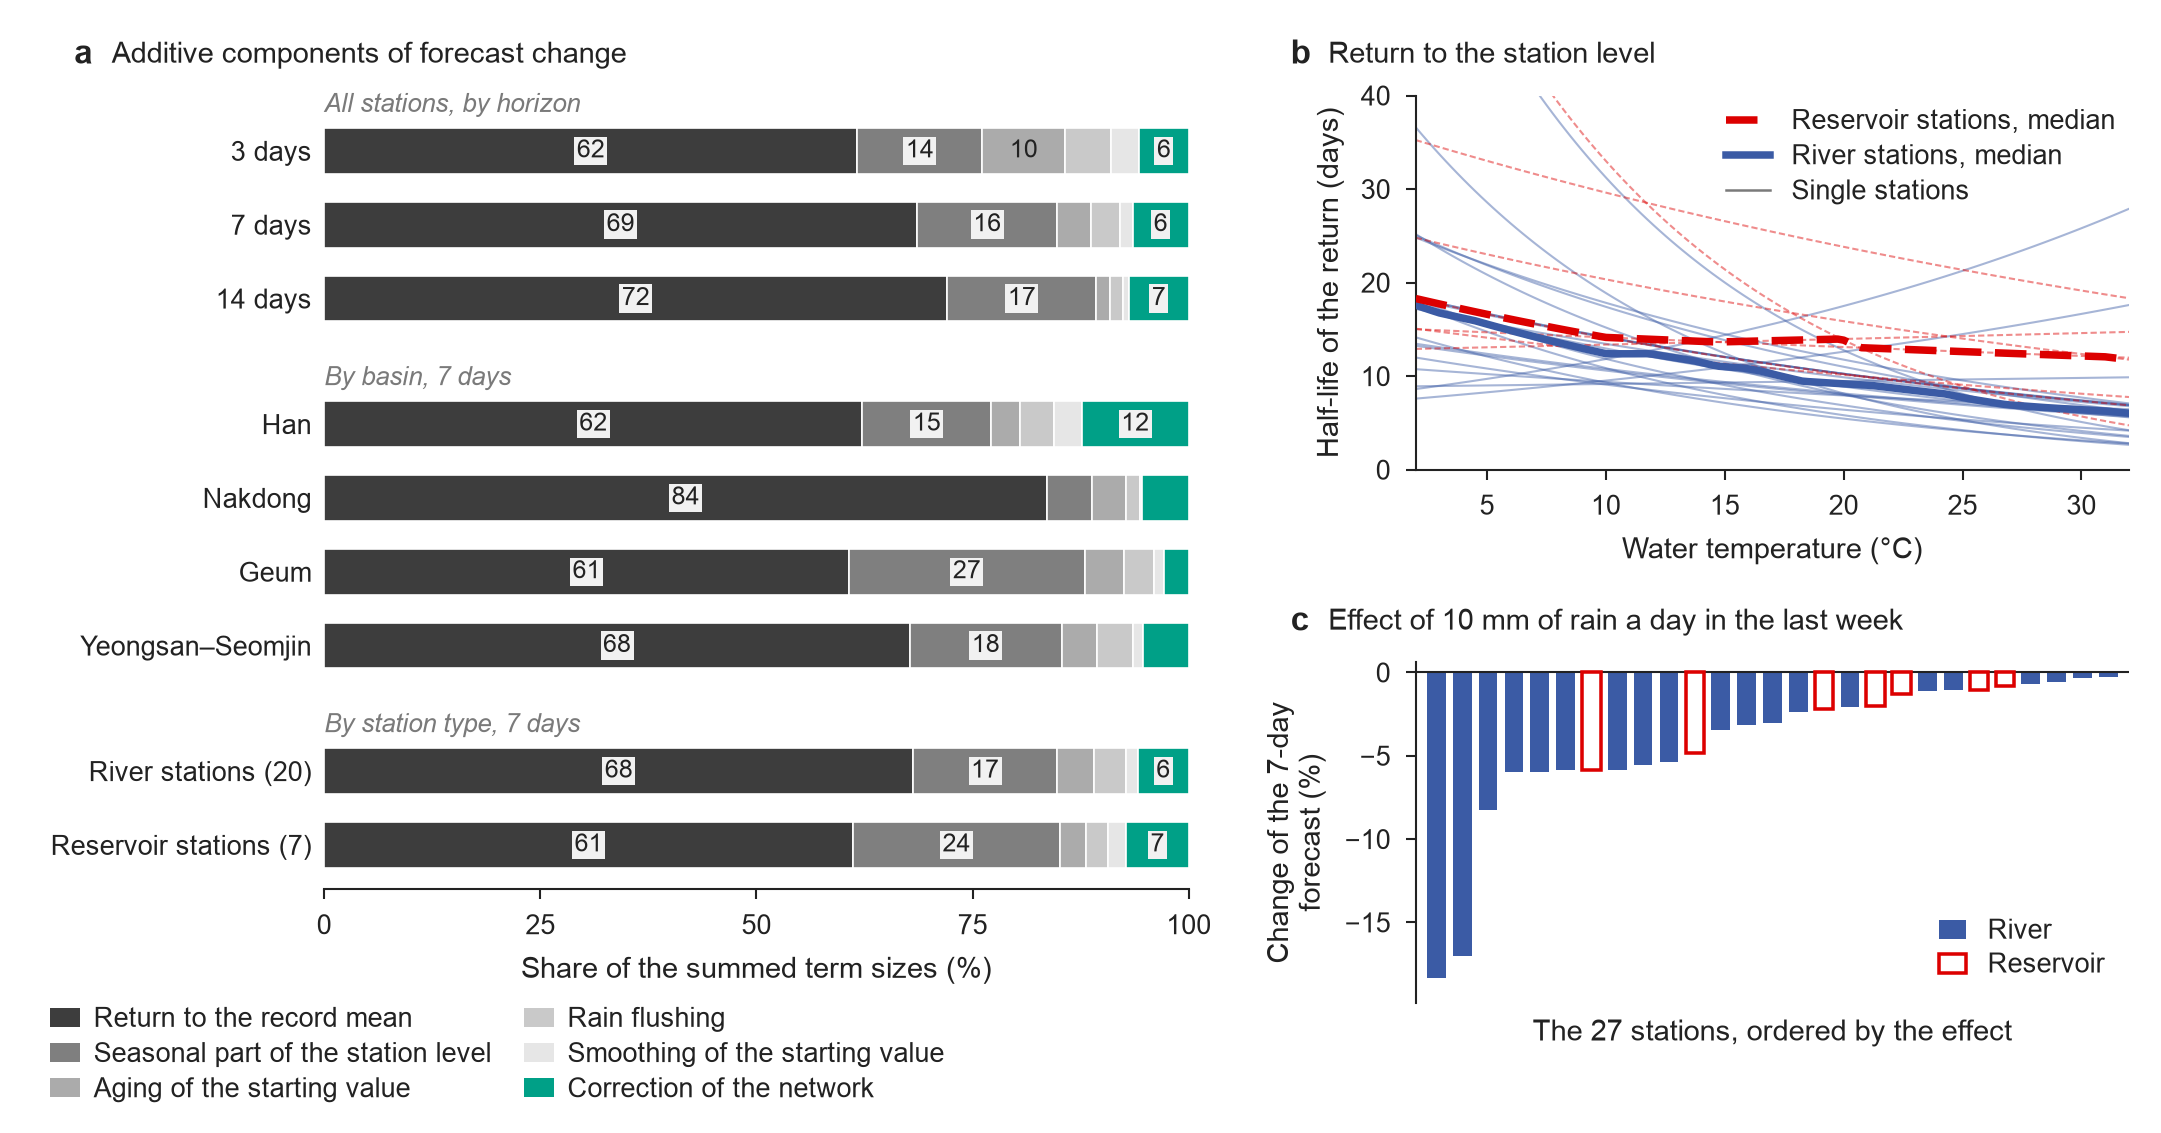 a Additive components of forecast change
All stations, by horizon
3 days 62 14 10 6
7 days 69 16 6
14 days 72 17 7
By basin, 7 days
Han 62 15 12
Nakdong 84
Geum 61 27
Yeongsan–Seomjin 68 18
By station type, 7 days
River stations (20) 68 17 6
Reservoir stations (7) 61 24 7
0 25 50 75 100
Share of the summed term sizes (%)
Return to the record mean
Seasonal part of the station level
Aging of the starting value
Rain flushing
Smoothing of the starting value
Correction of the network
b Return to the station level
Half-life of the return (days)
40
30
20
10
0
Reservoir stations, median
River stations, median
Single stations
5 10 15 20 25 30
Water temperature (°C)
c Effect of 10 mm of rain a day in the last week
Change of the 7-day
forecast (%)
0
−5
−10
−15
River
Reservoir
The 27 stations, ordered by the effect